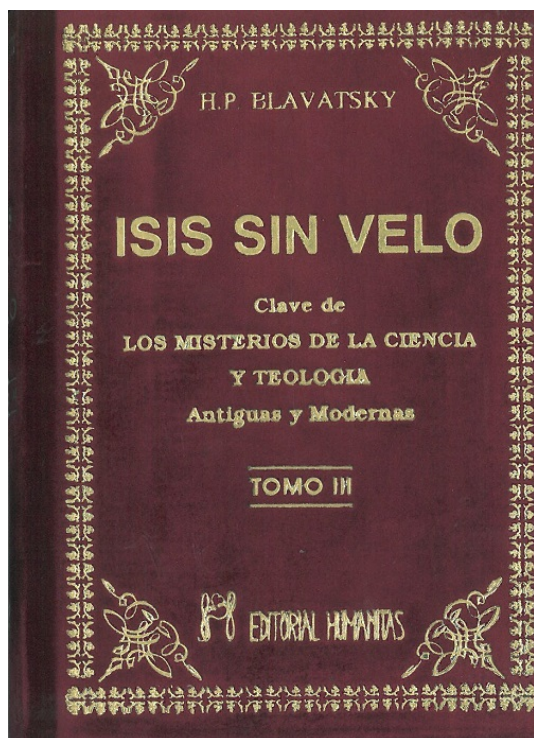 H.P. BLAVATSKY
ISIS SIN VELO
Clave de
LOS MISTERIOS DE LA CIENCIA
Y TEOLOGIA
Antiguas y Modernas
TOMO III
EDITORIAL HUMANITAS